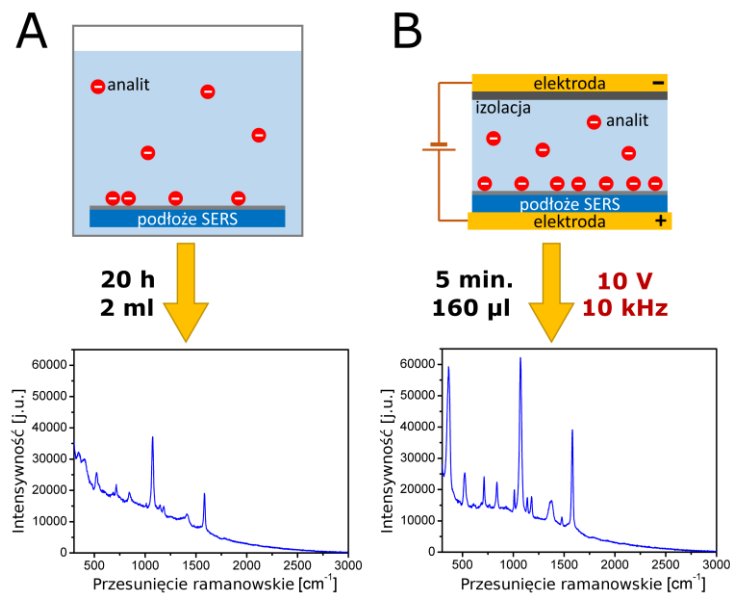 A
analit
podłoże SERS
20 h
2 ml
60000
50000
40000
30000
20000
10000
0
500
1000
1500
2000
2500
3000
Intensywność [j.u.]
Przesunięcie ramanowskie [cm⁻¹]
B
elektroda −
izolacja
analit
podłoże SERS
elektroda +
5 min.
160 µl
10 V
10 kHz
60000
50000
40000
30000
20000
10000
0
500
1000
1500
2000
2500
3000
Intensywność [j.u.]
Przesunięcie ramanowskie [cm⁻¹]